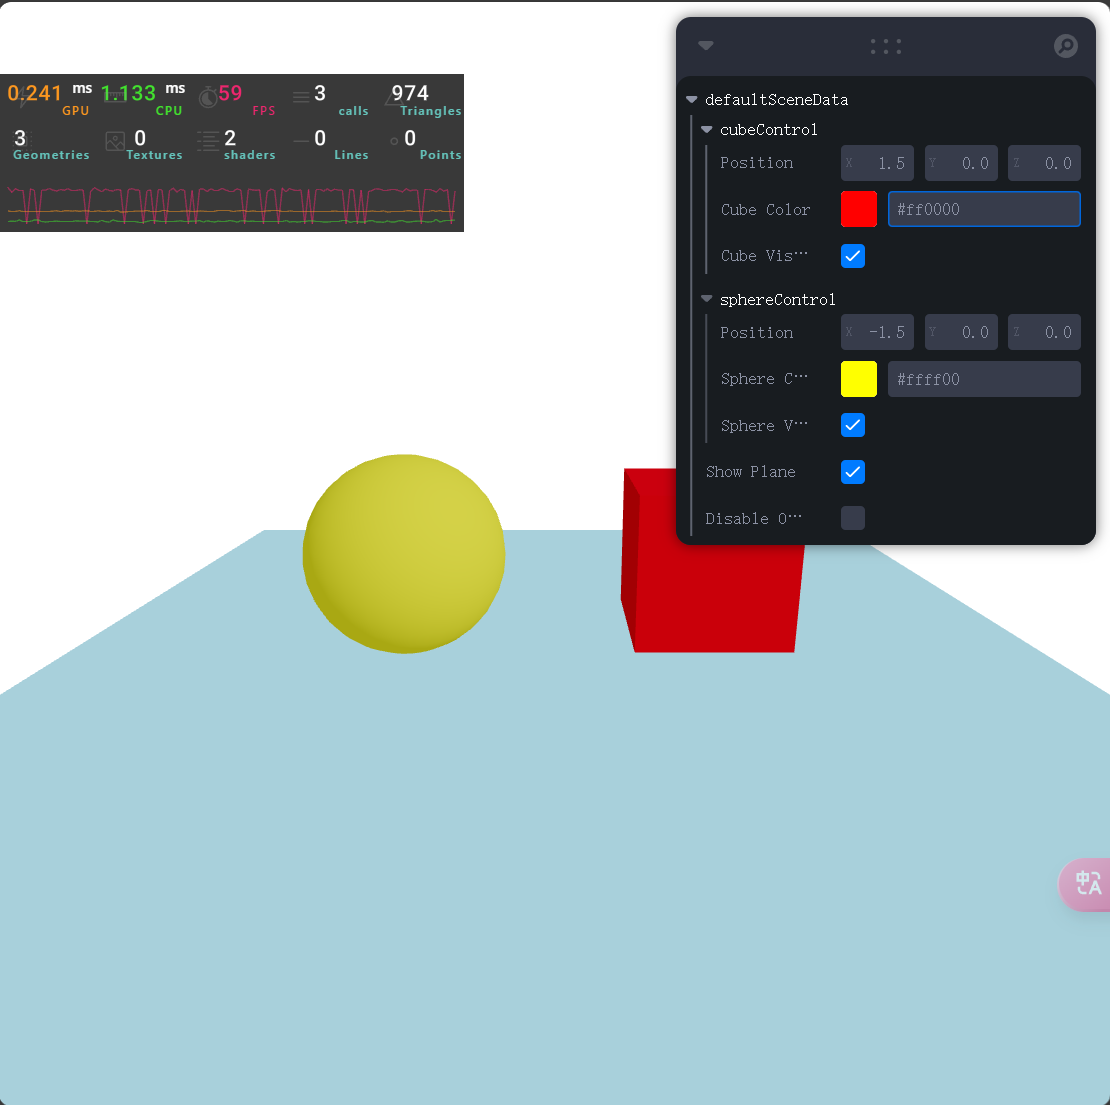 0.241 ms GPU
1.133 ms CPU
59 FPS
3 calls
974 Triangles
3 Geometries
0 Textures
2 shaders
0 Lines
0 Points
defaultSceneData
cubeControl
Position X 1.5 Y 0.0 Z 0.0
Cube Color #ff0000
Cube Vis···
sphereControl
Position X -1.5 Y 0.0 Z 0.0
Sphere C··· #ffff00
Sphere V···
Show Plane
Disable O···
中A